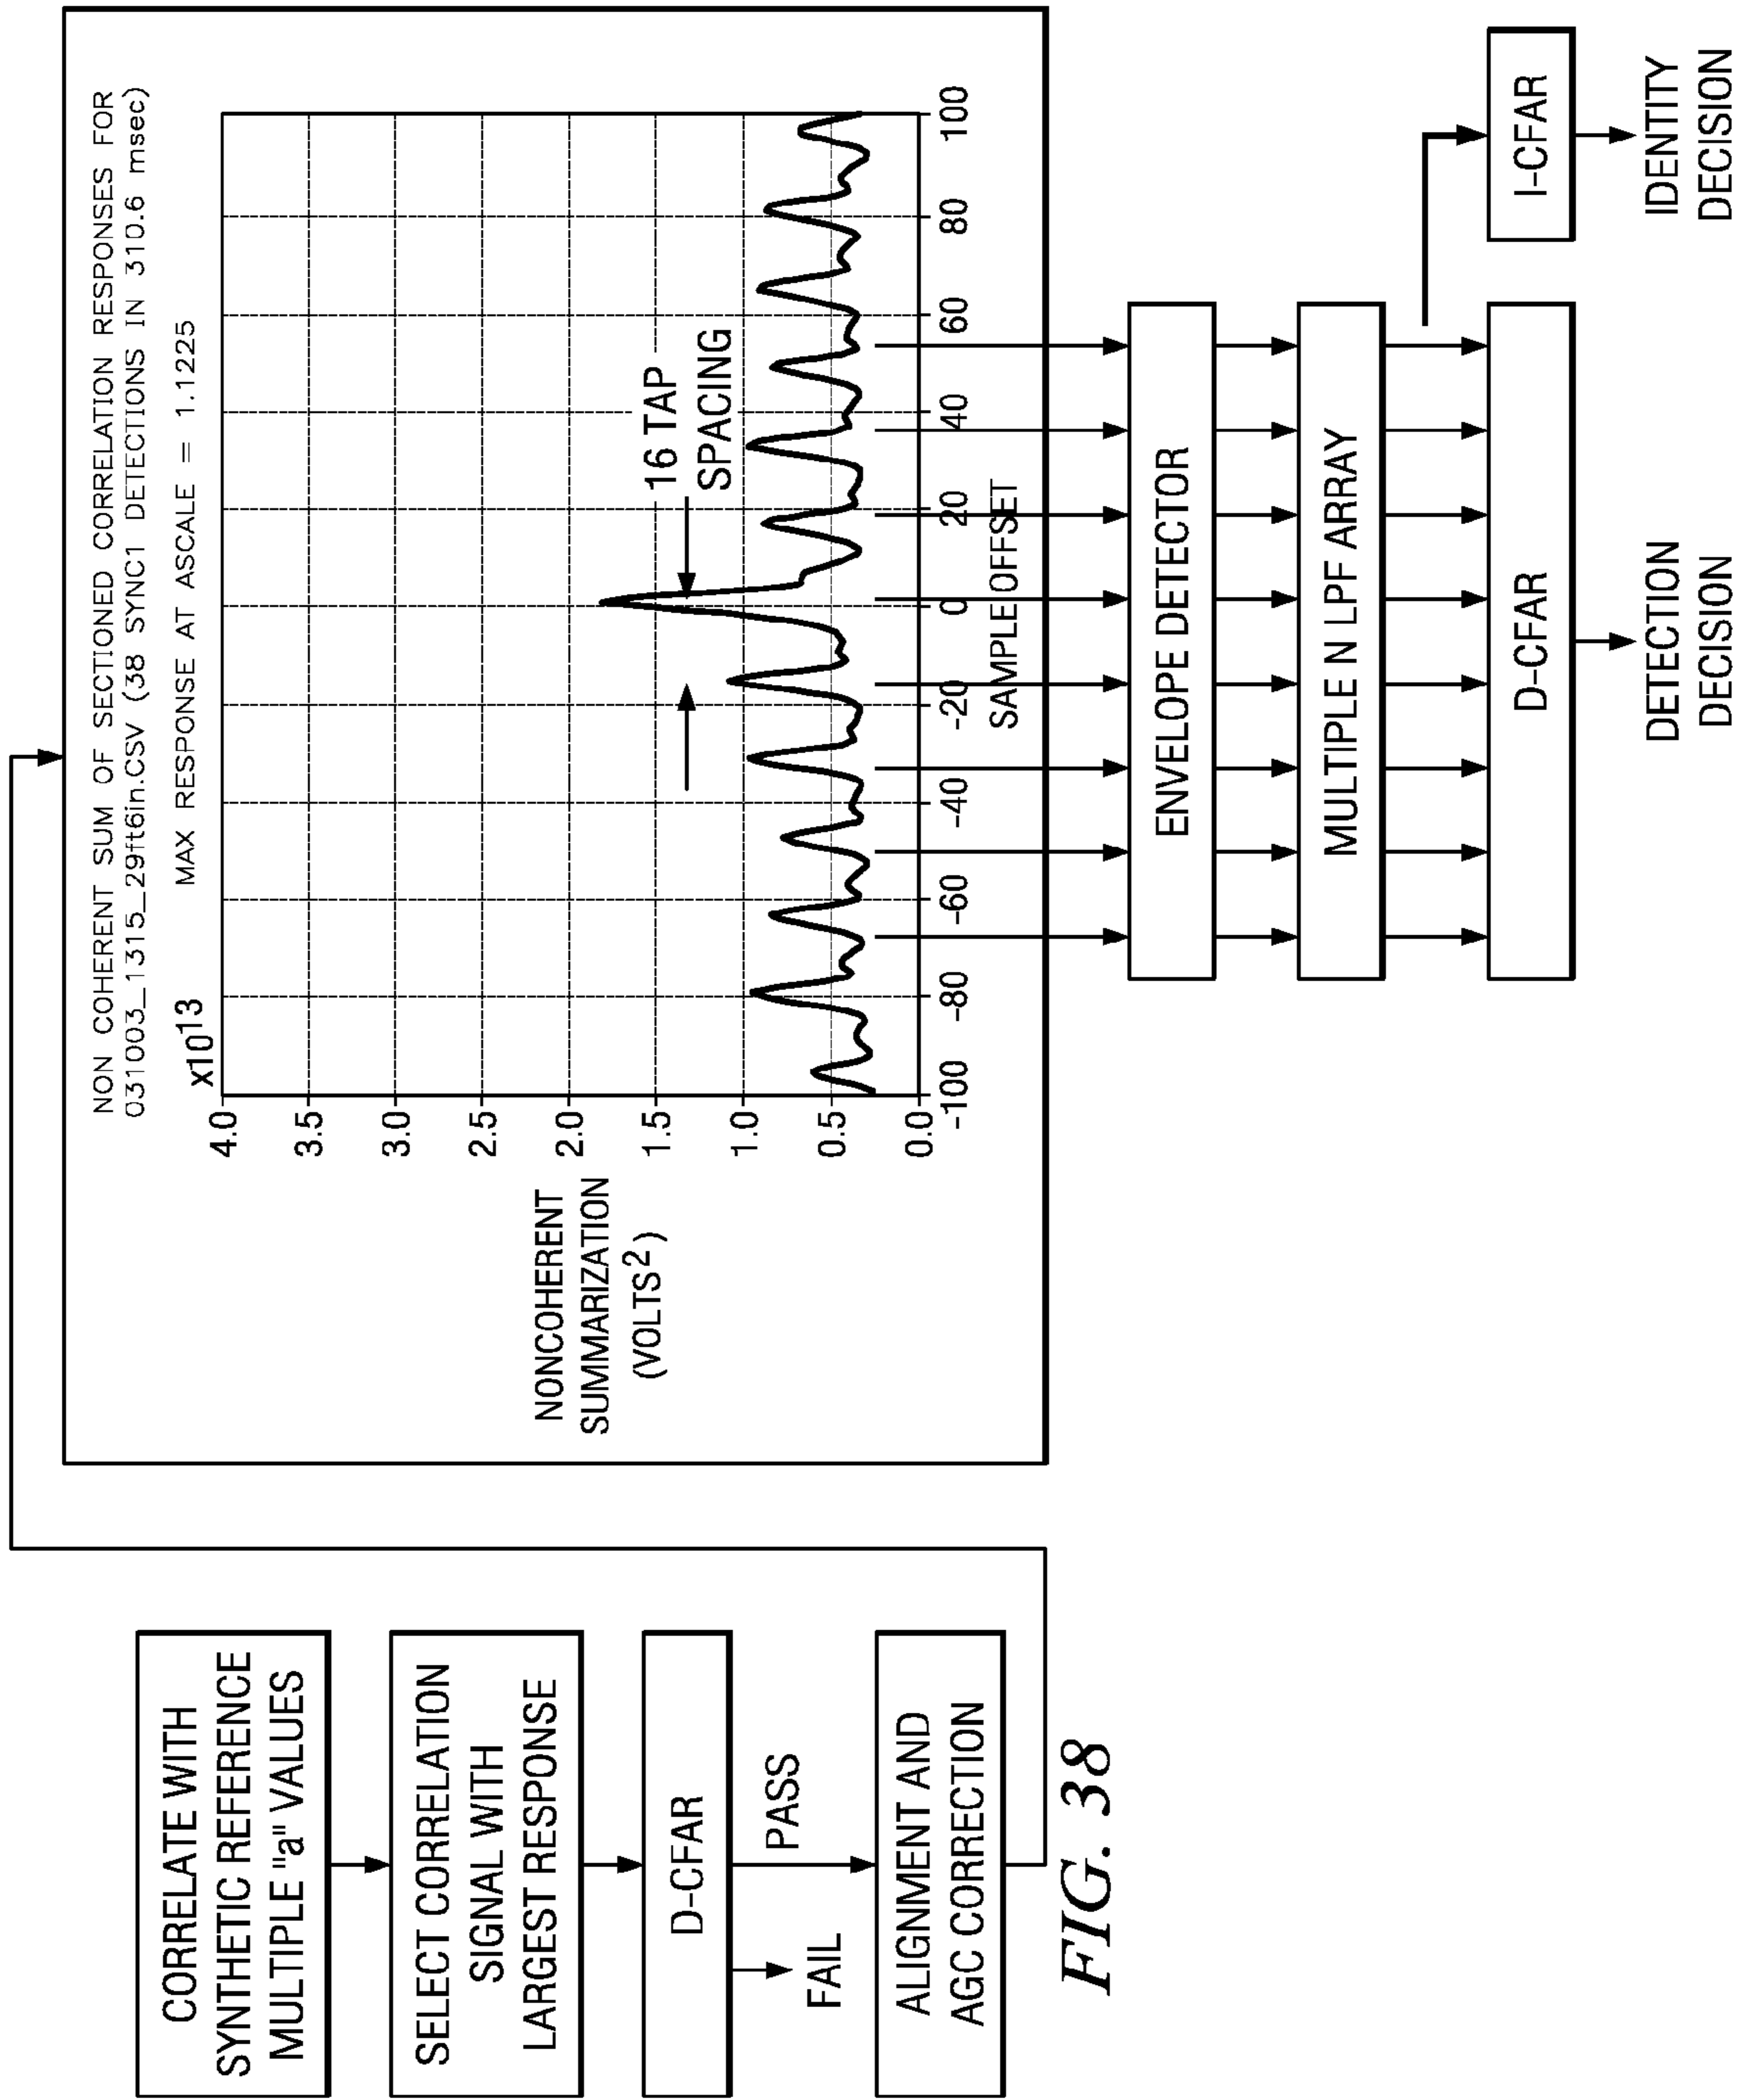 CORRELATE WITH
SYNTHETIC REFERENCE
MULTIPLE "a" VALUES
SELECT CORRELATION
SIGNAL WITH
LARGEST RESPONSE
D-CFAR
FAIL
PASS
ALIGNMENT AND
AGC CORRECTION
FIG. 38
NON COHERENT SUM OF SECTIONED CORRELATION RESPONSES FOR
031003_1315_29ft6in.CSV (38 SYNC1 DETECTIONS IN 310.6 msec)
MAX RESPONSE AT ASCALE = 1.1225
x10^13
4.0
3.5
3.0
2.5
2.0
1.5
1.0
0.5
0.0
NONCOHERENT
SUMMARIZATION
(VOLTS^2)
16 TAP
SPACING
-100 -80 -60 -40 -20 0 20 40 60 80 100
SAMPLE OFFSET
ENVELOPE DETECTOR
MULTIPLE N LPF ARRAY
D-CFAR
I-CFAR
DETECTION
DECISION
IDENTITY
DECISION